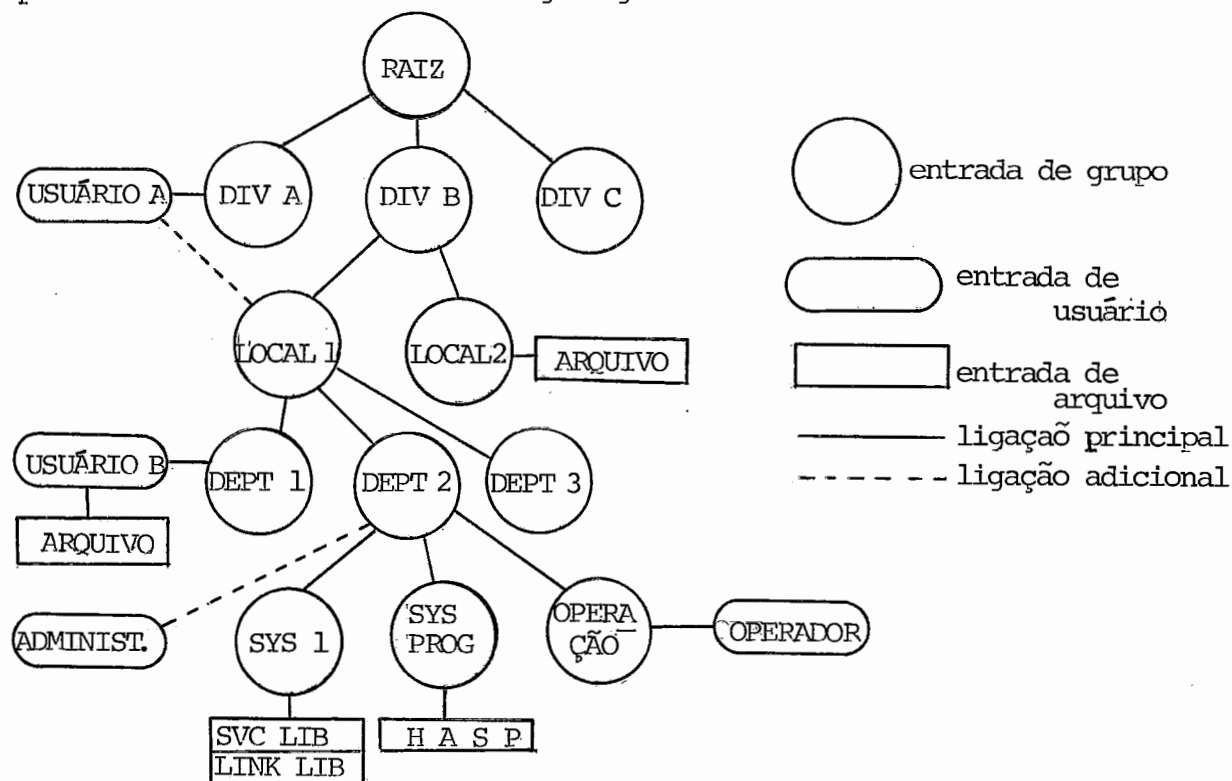 RAIZ
USUÁRIO A
DIV A
DIV B
DIV C
entrada de grupo
entrada de
usuário
LOCAL 1
LOCAL2
ARQUIVO
entrada de
arquivo
ligaçaõ principal
ligação adicional
USUÁRIO B
DEPT 1
DEPT 2
DEPT 3
ARQUIVO
ADMINIST.
SYS 1
SYS
PROG
OPERA
ÇÃO
OPERADOR
SVC LIB
LINK LIB
H A S P